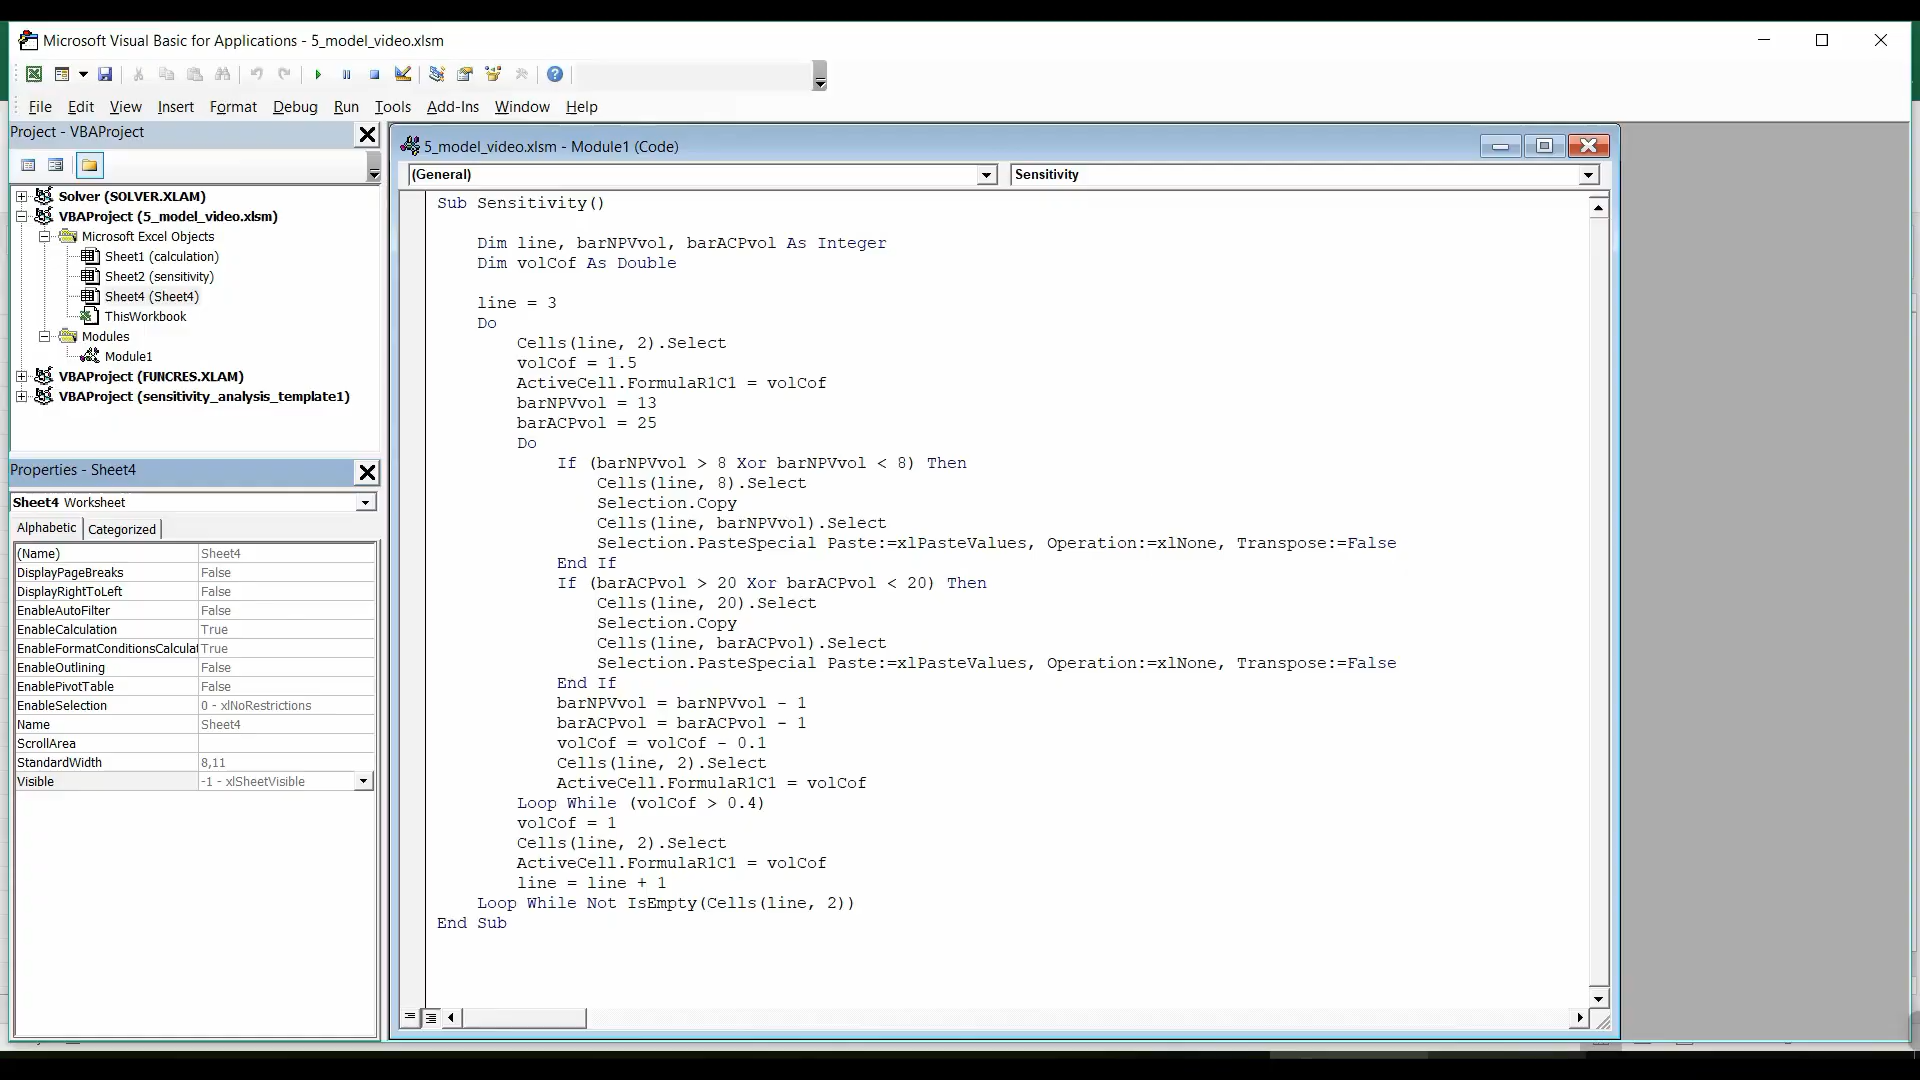 Microsoft Visual Basic for Applications - 5_model_video.xlsm
File Edit View Insert Format Debug Run Tools Add-Ins Window Help
Project - VBAProject
Solver (SOLVER.XLAM)
VBAProject (5_model_video.xlsm)
Microsoft Excel Objects
Sheet1 (calculation)
Sheet2 (sensitivity)
Sheet4 (Sheet4)
ThisWorkbook
Modules
Module1
VBAProject (FUNCRES.XLAM)
VBAProject (sensitivity_analysis_template1)
Properties - Sheet4
Sheet4 Worksheet
Alphabetic Categorized
(Name) Sheet4
DisplayPageBreaks False
DisplayRightToLeft False
EnableAutoFilter False
EnableCalculation True
EnableFormatConditionsCalculat True
EnableOutlining False
EnablePivotTable False
EnableSelection 0 - xlNoRestrictions
Name Sheet4
ScrollArea
StandardWidth 8,11
Visible -1 - xlSheetVisible
5_model_video.xlsm - Module1 (Code)
(General) Sensitivity
Sub Sensitivity()
Dim line, barNPVvol, barACPvol As Integer
Dim volCof As Double
line = 3
Do
Cells(line, 2).Select
volCof = 1.5
ActiveCell.FormulaR1C1 = volCof
barNPVvol = 13
barACPvol = 25
Do
If (barNPVvol > 8 Xor barNPVvol < 8) Then
Cells(line, 8).Select
Selection.Copy
Cells(line, barNPVvol).Select
Selection.PasteSpecial Paste:=xlPasteValues, Operation:=xlNone, Transpose:=False
End If
If (barACPvol > 20 Xor barACPvol < 20) Then
Cells(line, 20).Select
Selection.Copy
Cells(line, barACPvol).Select
Selection.PasteSpecial Paste:=xlPasteValues, Operation:=xlNone, Transpose:=False
End If
barNPVvol = barNPVvol - 1
barACPvol = barACPvol - 1
volCof = volCof - 0.1
Cells(line, 2).Select
ActiveCell.FormulaR1C1 = volCof
Loop While (volCof > 0.4)
volCof = 1
Cells(line, 2).Select
ActiveCell.FormulaR1C1 = volCof
line = line + 1
Loop While Not IsEmpty(Cells(line, 2))
End Sub